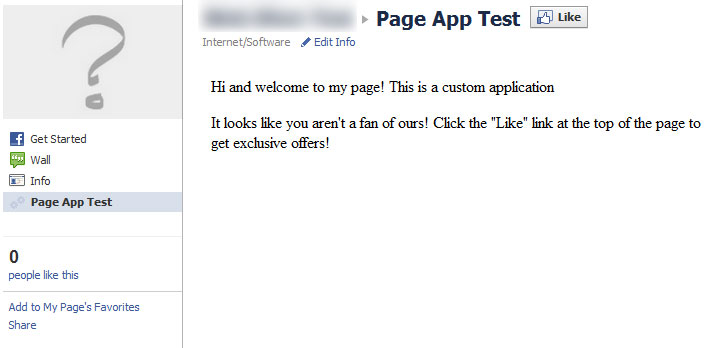 Page App Test Like
Internet/Software Edit Info
Hi and welcome to my page! This is a custom application
It looks like you aren't a fan of ours! Click the "Like" link at the top of the page to
get exclusive offers!
Get Started
Wall
Info
Page App Test
0
people like this
Add to My Page's Favorites
Share